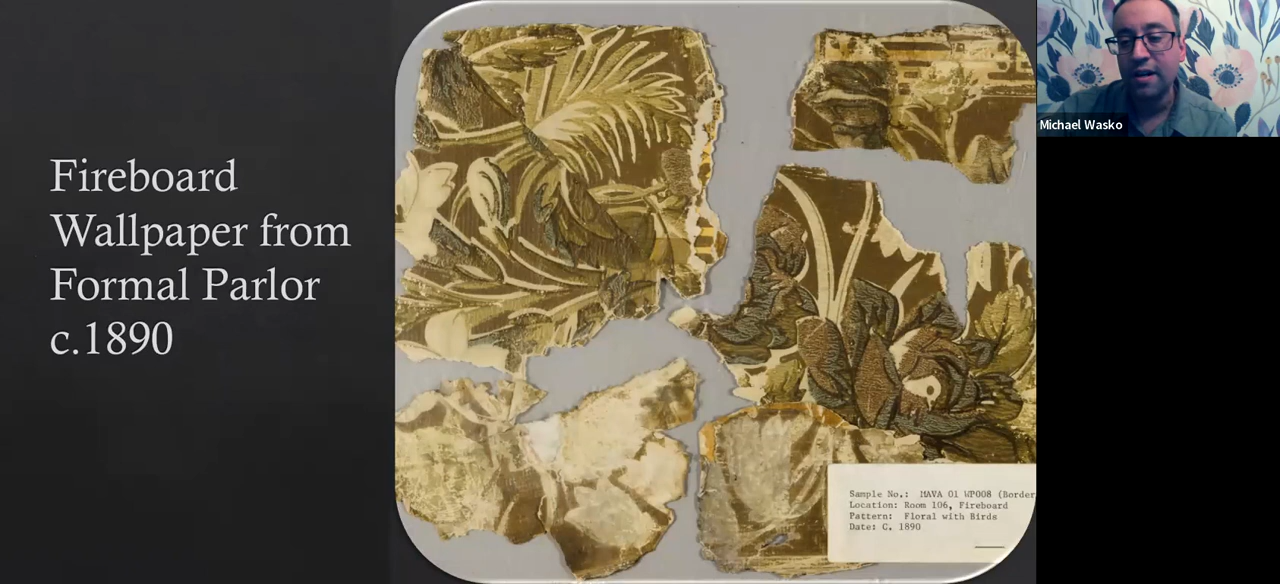 Fireboard
Wallpaper from
Formal Parlor
c.1890
Michael Wasko
Sample No.: MAVA 01 WP008 (Border
Location: Room 106, Fireboard
Pattern: Floral with Birds
Date: C. 1890